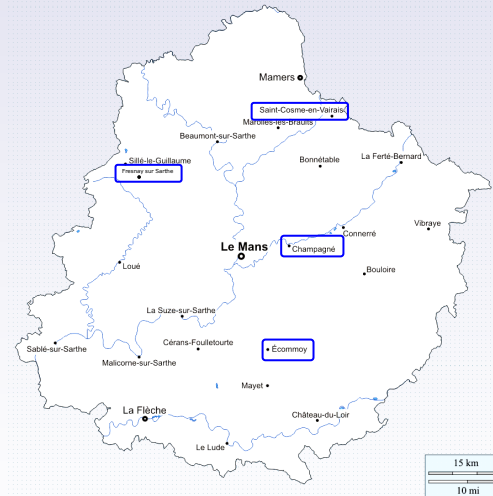 Mamers
Saint-Cosme-en-Vairais
Marolles-les-Braults
Beaumont-sur-Sarthe
La Ferté-Bernard
Sillé-le-Guillaume
Bonnétable
Fresnay sur Sarthe
Vibraye
Connerré
Le Mans
Champagné
Loué
Bouloire
La Suze-sur-Sarthe
Sablé-sur-Sarthe
Cérans-Foulletourte
Écommoy
Malicorne-sur-Sarthe
Mayet
La Flèche
Château-du-Loir
Le Lude
15 km
10 mi